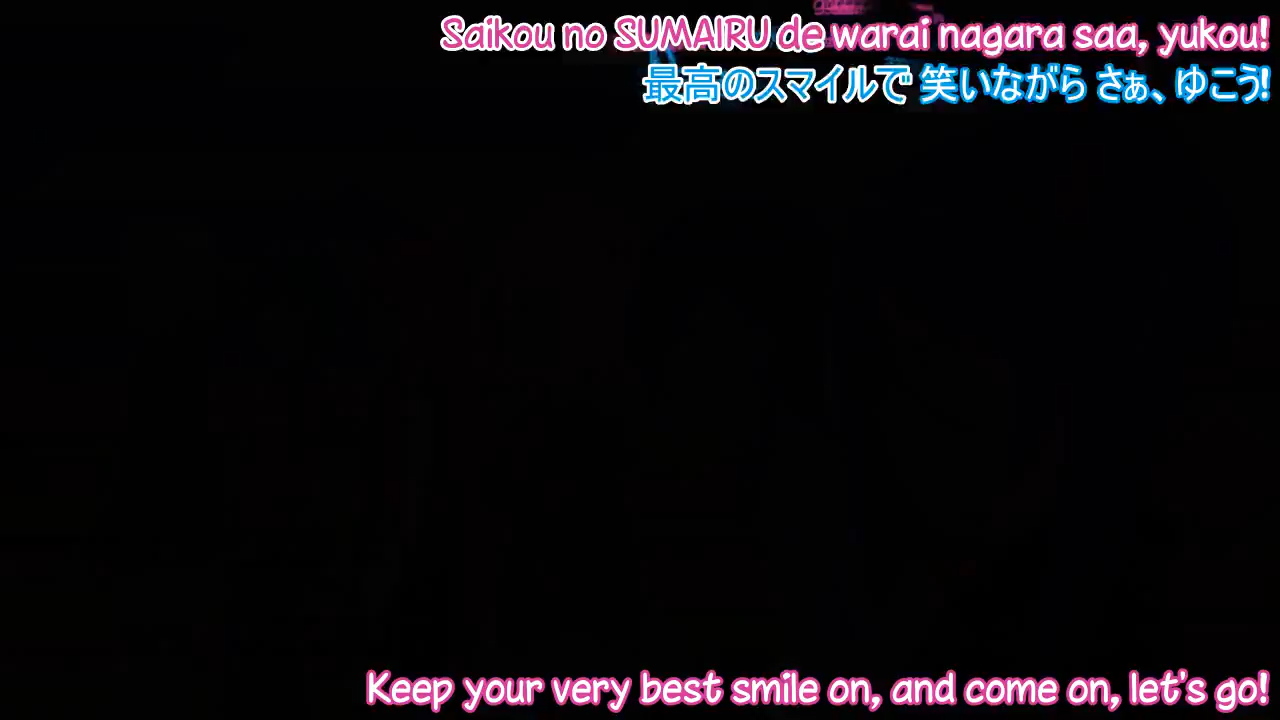 Saikou no SUMAIRU de warai nagara saa, yukou!
最高のスマイルで 笑いながら さぁ、ゆこう!
Keep your very best smile on, and come on, let's go!